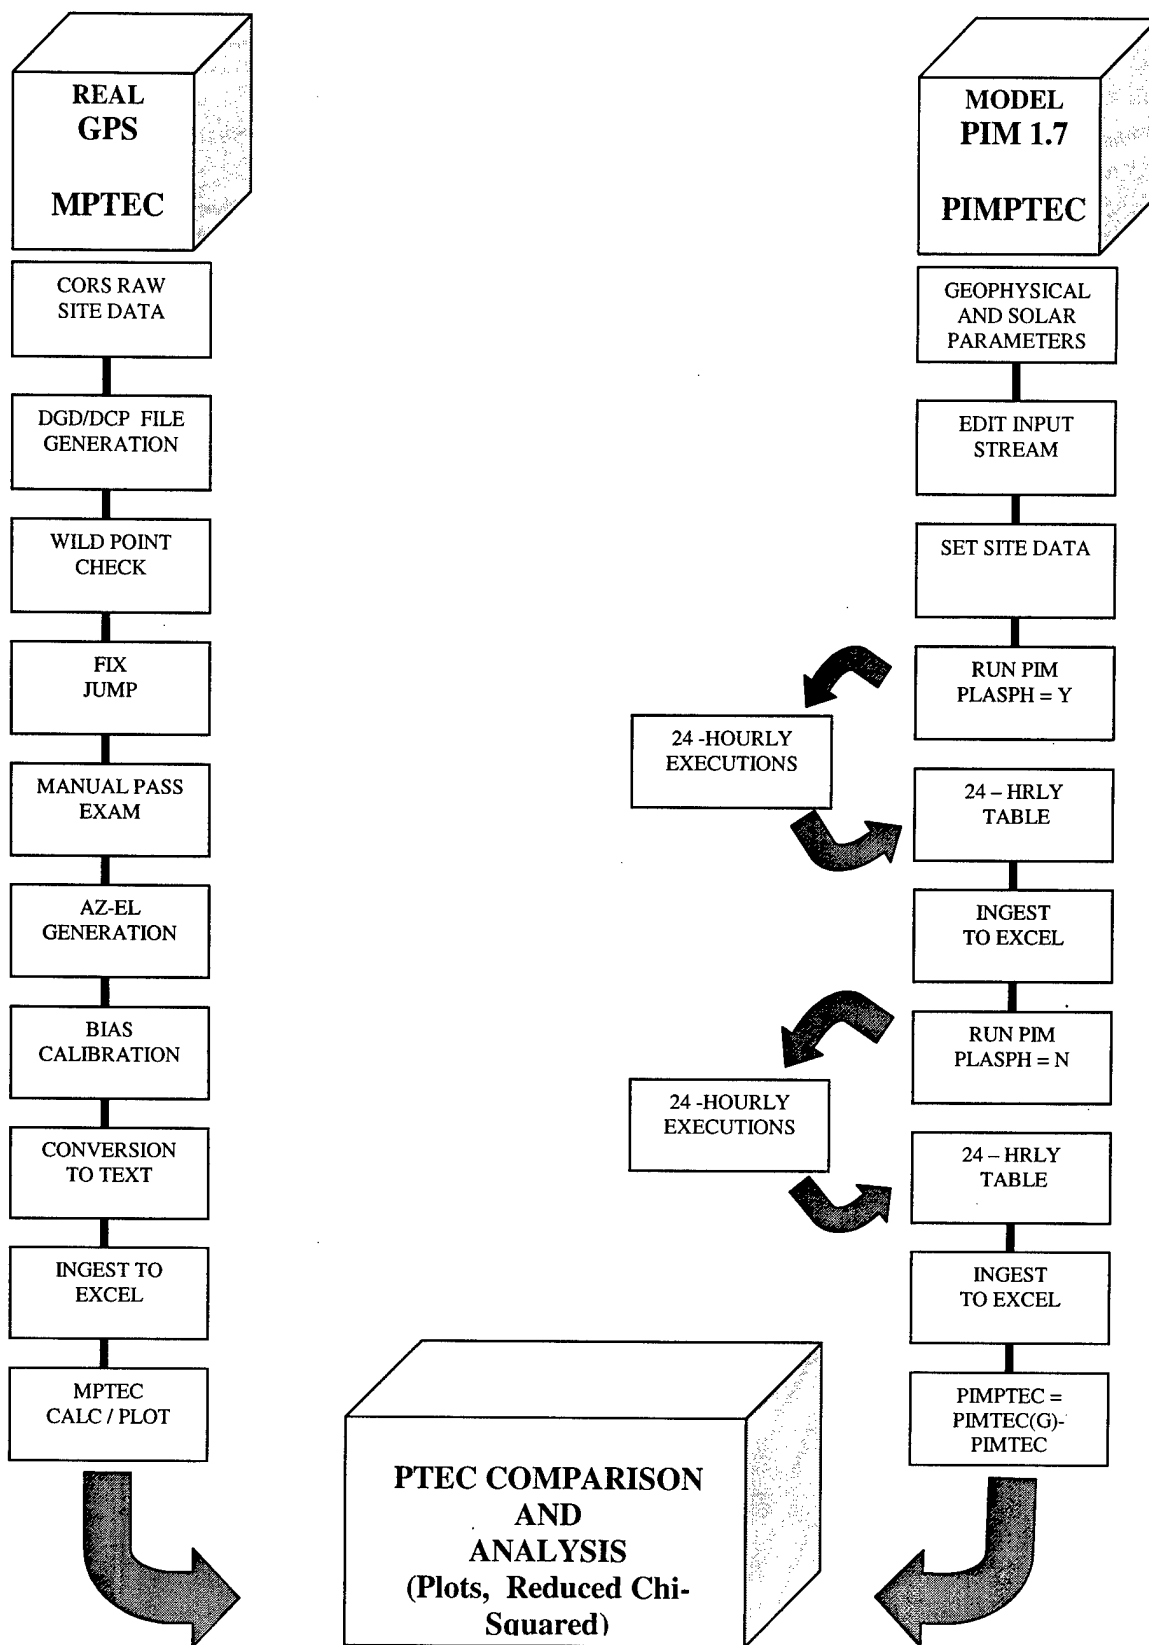 REAL
GPS
MPTEC
CORS RAW
SITE DATA
DGD/DCP FILE
GENERATION
WILD POINT
CHECK
FIX
JUMP
MANUAL PASS
EXAM
AZ-EL
GENERATION
BIAS
CALIBRATION
CONVERSION
TO TEXT
INGEST TO
EXCEL
MPTEC
CALC / PLOT
MODEL
PIM 1.7
PIMPTEC
GEOPHYSICAL
AND SOLAR
PARAMETERS
EDIT INPUT
STREAM
SET SITE DATA
RUN PIM
PLASPH = Y
24 -HOURLY
EXECUTIONS
24 – HRLY
TABLE
INGEST
TO EXCEL
RUN PIM
PLASPH = N
24 -HOURLY
EXECUTIONS
24 – HRLY
TABLE
INGEST
TO EXCEL
PIMPTEC =
PIMTEC(G)-
PIMTEC
PTEC COMPARISON
AND
ANALYSIS
(Plots, Reduced Chi-
Squared)